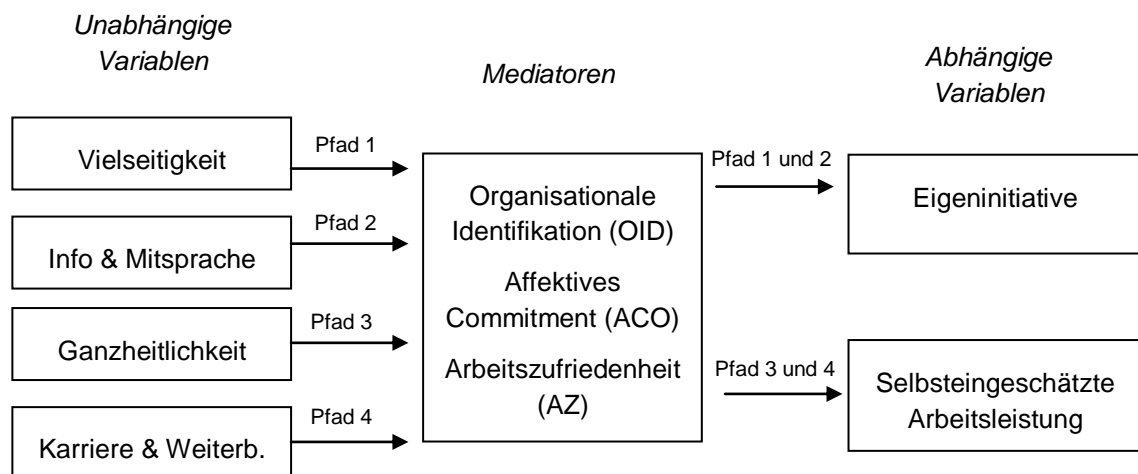 Unabhängige
Variablen
Mediatoren
Abhängige
Variablen
Vielseitigkeit
Pfad 1
Info & Mitsprache
Pfad 2
Ganzheitlichkeit
Pfad 3
Karriere & Weiterb.
Pfad 4
Organisationale
Identifikation (OID)
Affektives
Commitment (ACO)
Arbeitszufriedenheit
(AZ)
Pfad 1 und 2
Eigeninitiative
Pfad 3 und 4
Selbsteingeschätzte
Arbeitsleistung